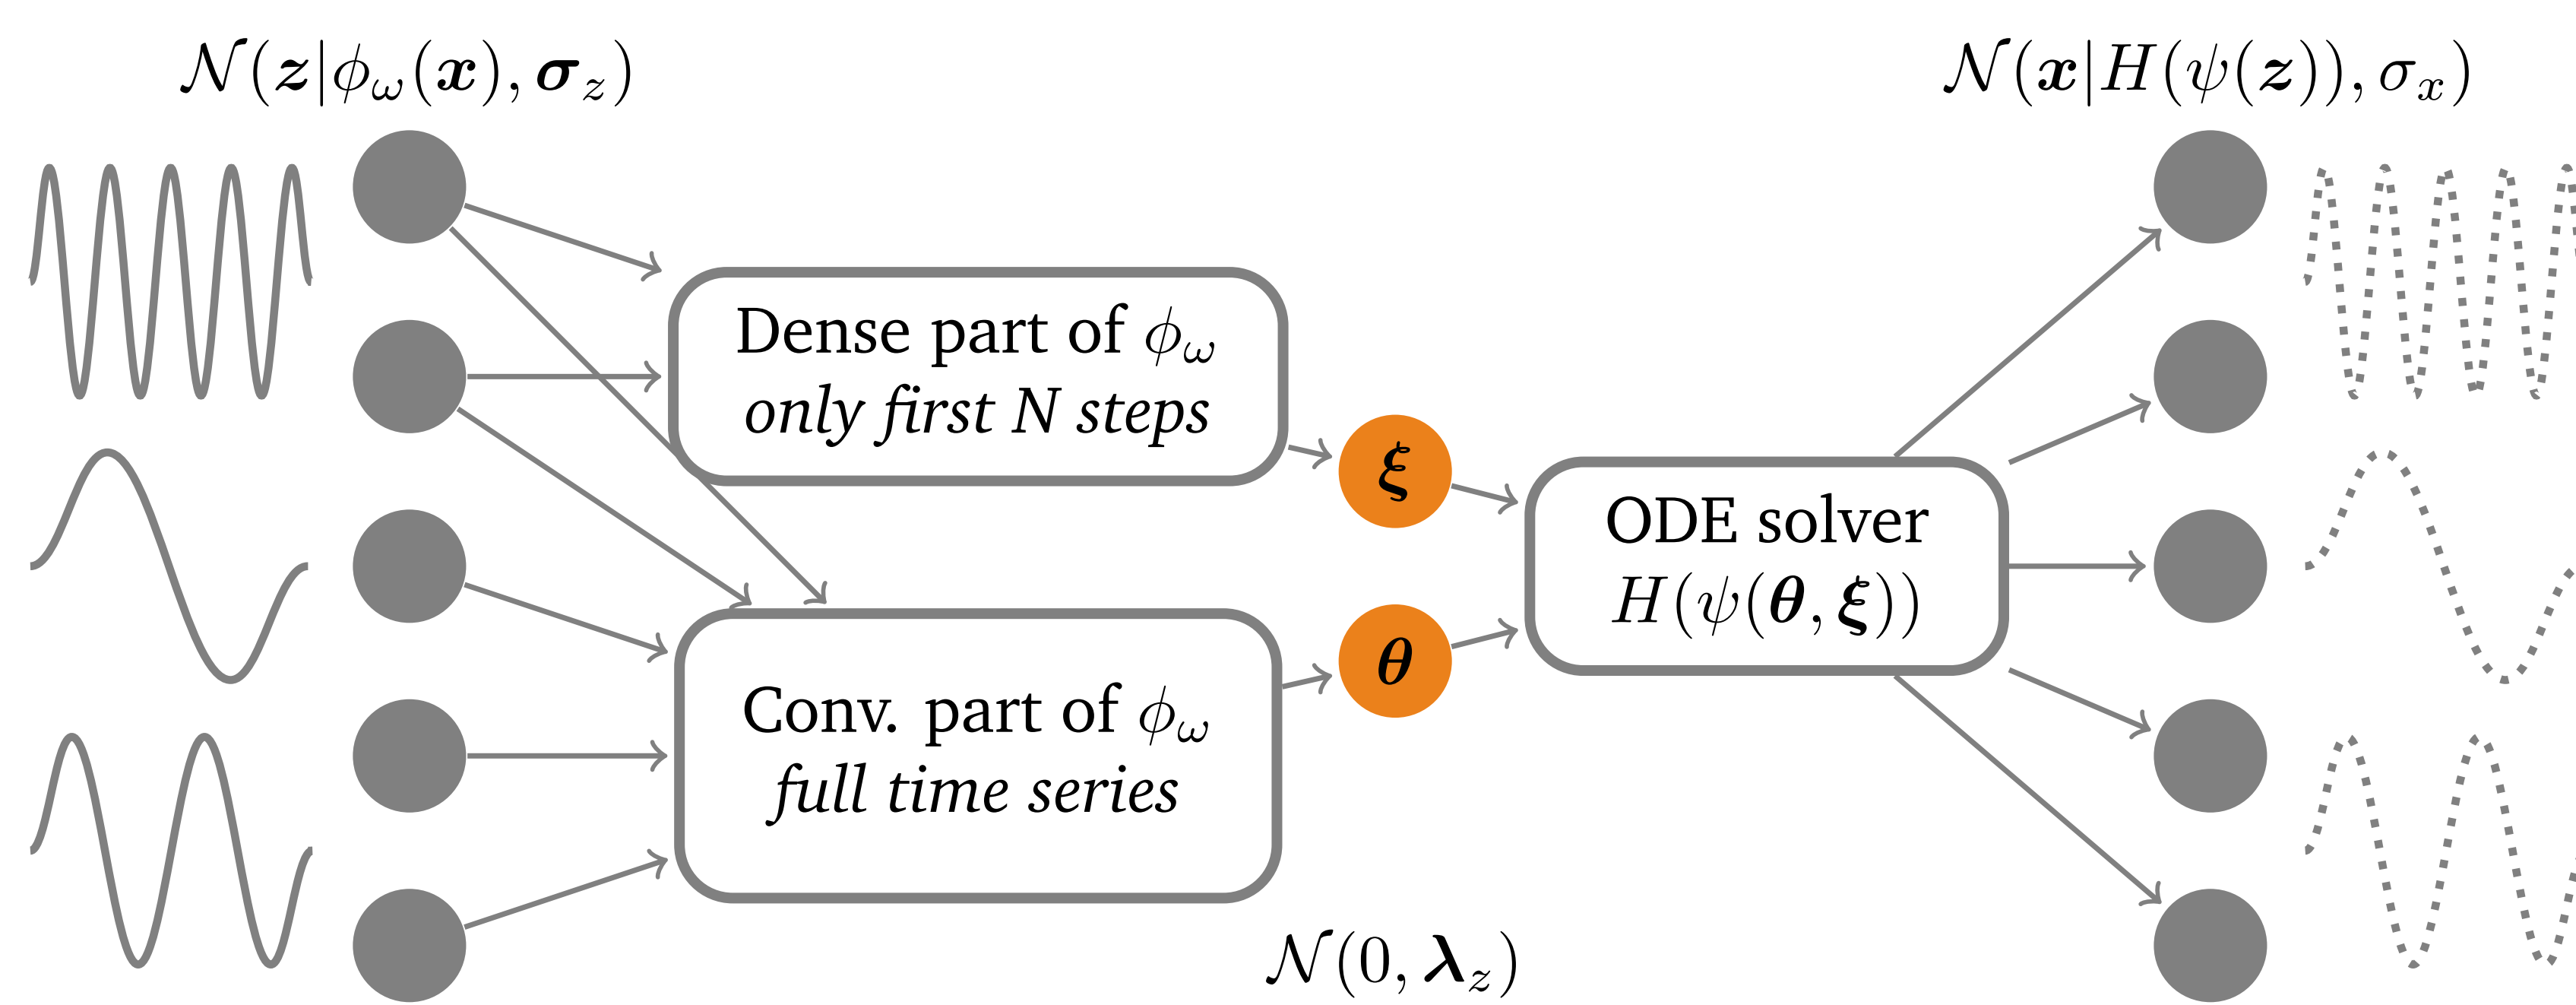 𝒩(𝒛|ϕ_ω(𝒙), 𝝈_z)
𝒩(𝒙|H(ψ(𝒛)), σ_x)
Dense part of ϕ_ω
only first N steps
𝝃
ODE solver
H(ψ(𝜽, 𝝃))
𝜽
Conv. part of ϕ_ω
full time series
𝒩(0, 𝝀_z)